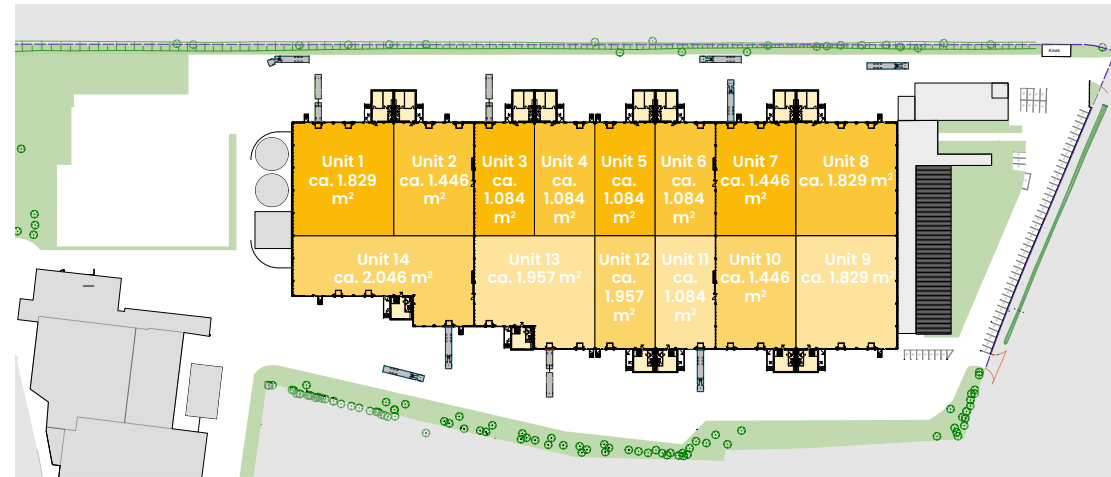 Kiosk
Unit 1
ca. 1.829
m²
Unit 2
ca. 1.446
m²
Unit 3
ca.
1.084
m²
Unit 4
ca.
1.084
m²
Unit 5
ca.
1.084
m²
Unit 6
ca.
1.084
m²
Unit 7
ca. 1.446
m²
Unit 8
ca. 1.829 m²
Unit 14
ca. 2.046 m²
Unit 13
ca. 1.957 m²
Unit 12
ca.
1.957
m²
Unit 11
ca.
1.084
m²
Unit 10
ca. 1.446
m²
Unit 9
ca. 1.829 m²